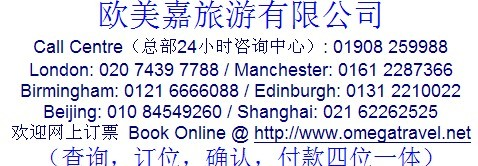 欧美嘉旅游有限公司
Call Centre（总部24小时咨询中心）: 01908 259988
London: 020 7439 7788 / Manchester: 0161 2287366
Birmingham: 0121 6666088 / Edinburgh: 0131 2210022
Beijing: 010 84549260 / Shanghai: 021 62262525
欢迎网上订票 Book Online @ http://www.omegatravel.net
（查询，订位，确认，付款四位一体）